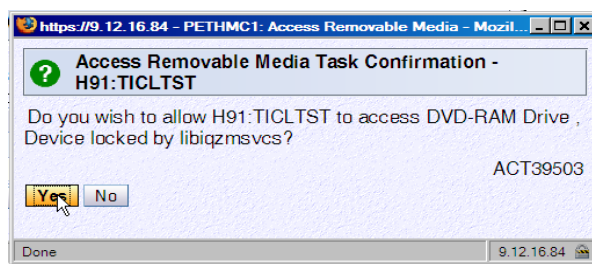 https://9.12.16.84 - PETHMC1: Access Removable Media - Mozil...
Access Removable Media Task Confirmation -
H91:TICLTST
Do you wish to allow H91:TICLTST to access DVD-RAM Drive ,
Device locked by libiqzmsvcs?
ACT39503
Yes No
Done 9.12.16.84